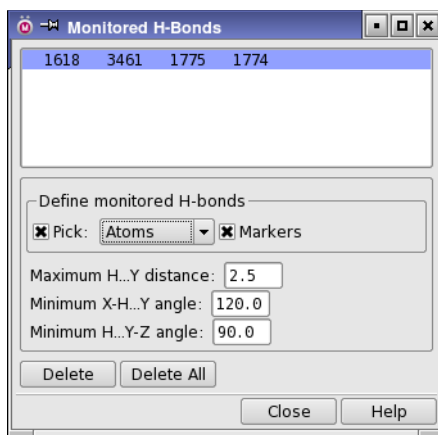 Monitored H-Bonds
1618 3461 1775 1774
Define monitored H-bonds
Pick: Atoms Markers
Maximum H...Y distance: 2.5
Minimum X-H...Y angle: 120.0
Minimum H...Y-Z angle: 90.0
Delete Delete All
Close Help